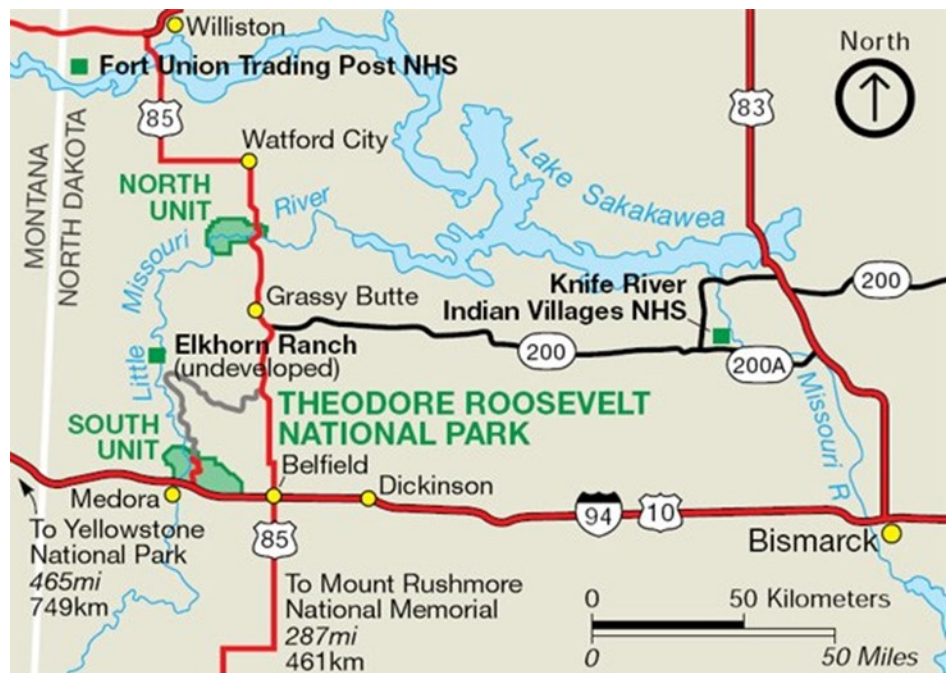 Williston
North
Fort Union Trading Post NHS
83
85
Watford City
MONTANA
NORTH DAKOTA
NORTH
UNIT
River
Lake Sakakawea
Missouri
Knife River
Indian Villages NHS
200
Grassy Butte
200
200A
Elkhorn Ranch
(undeveloped)
Little
Missouri R
THEODORE ROOSEVELT
NATIONAL PARK
SOUTH
UNIT
Belfield
Dickinson
Medora
94
10
Bismarck
85
To Yellowstone
National Park
465mi
749km
To Mount Rushmore
National Memorial
287mi
461km
0
50 Kilometers
0
50 Miles